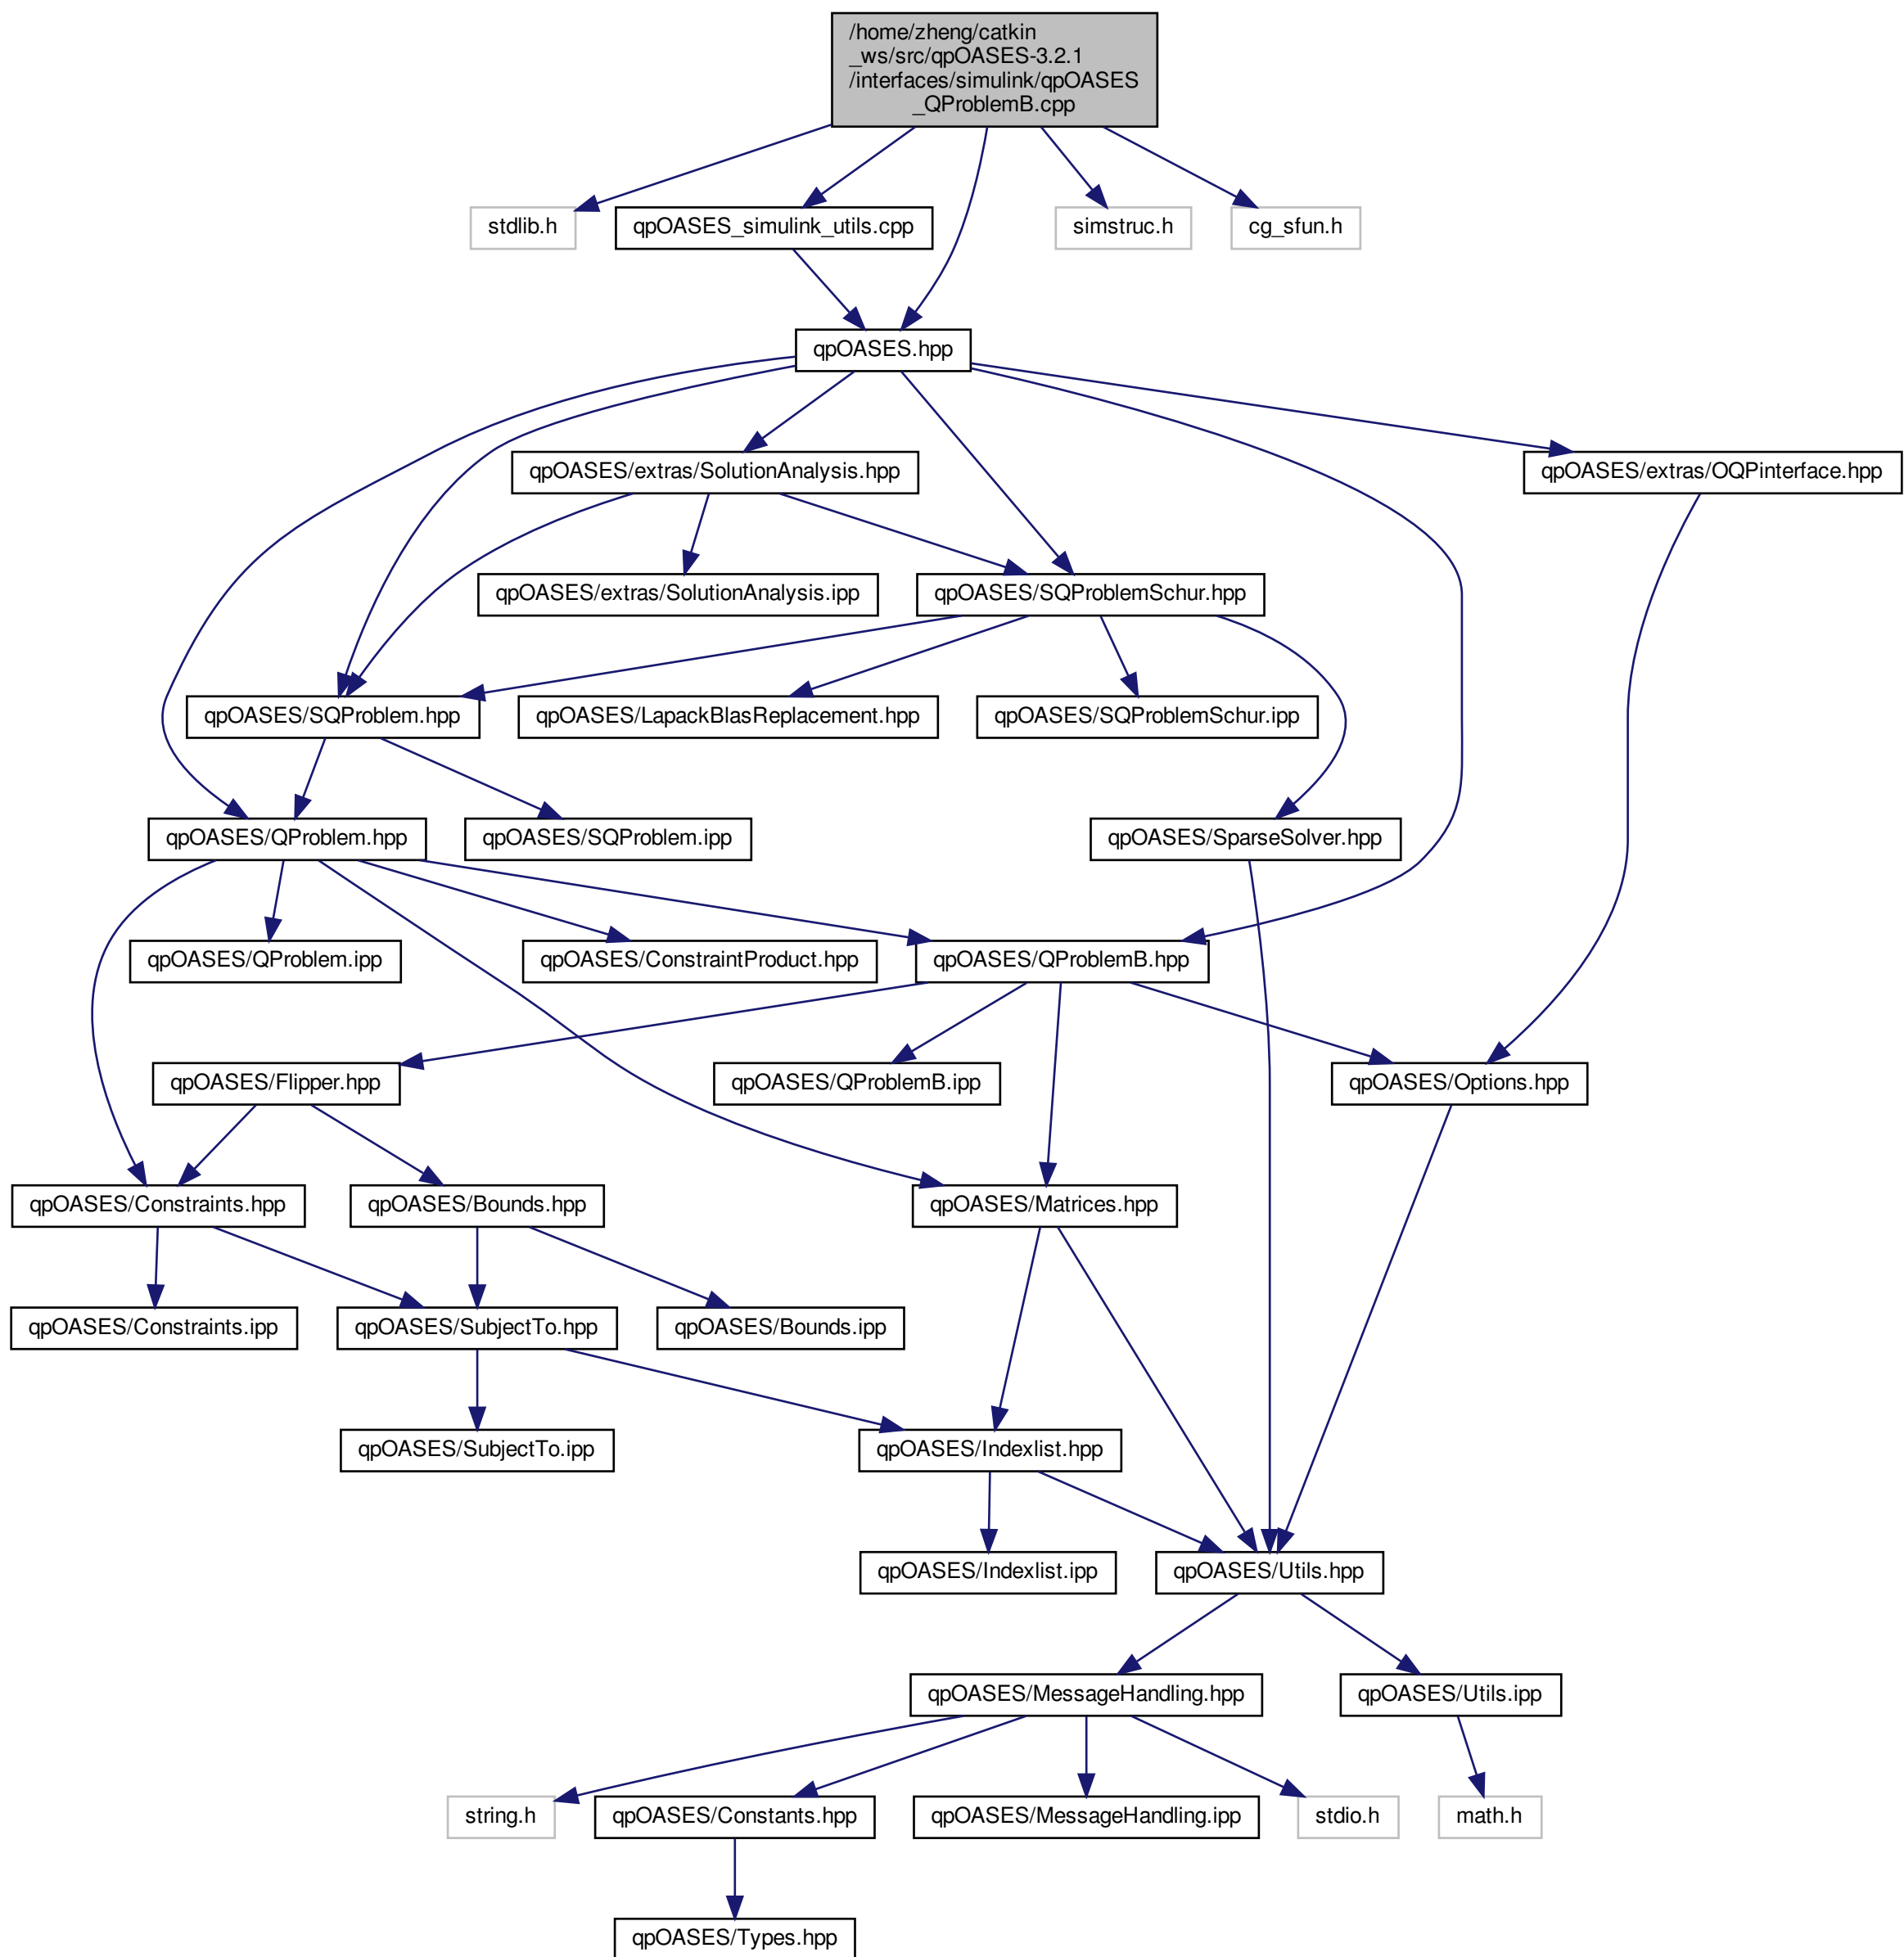 /home/zheng/catkin
_ws/src/qpOASES-3.2.1
/interfaces/simulink/qpOASES
_QProblemB.cpp
stdlib.h
qpOASES_simulink_utils.cpp
simstruc.h
cg_sfun.h
qpOASES.hpp
qpOASES/extras/SolutionAnalysis.hpp
qpOASES/extras/OQPinterface.hpp
qpOASES/extras/SolutionAnalysis.ipp
qpOASES/SQProblemSchur.hpp
qpOASES/SQProblem.hpp
qpOASES/LapackBlasReplacement.hpp
qpOASES/SQProblemSchur.ipp
qpOASES/QProblem.hpp
qpOASES/SQProblem.ipp
qpOASES/SparseSolver.hpp
qpOASES/QProblem.ipp
qpOASES/ConstraintProduct.hpp
qpOASES/QProblemB.hpp
qpOASES/Flipper.hpp
qpOASES/QProblemB.ipp
qpOASES/Options.hpp
qpOASES/Constraints.hpp
qpOASES/Bounds.hpp
qpOASES/Matrices.hpp
qpOASES/Constraints.ipp
qpOASES/SubjectTo.hpp
qpOASES/Bounds.ipp
qpOASES/SubjectTo.ipp
qpOASES/Indexlist.hpp
qpOASES/Indexlist.ipp
qpOASES/Utils.hpp
qpOASES/MessageHandling.hpp
qpOASES/Utils.ipp
string.h
qpOASES/Constants.hpp
qpOASES/MessageHandling.ipp
stdio.h
math.h
qpOASES/Types.hpp